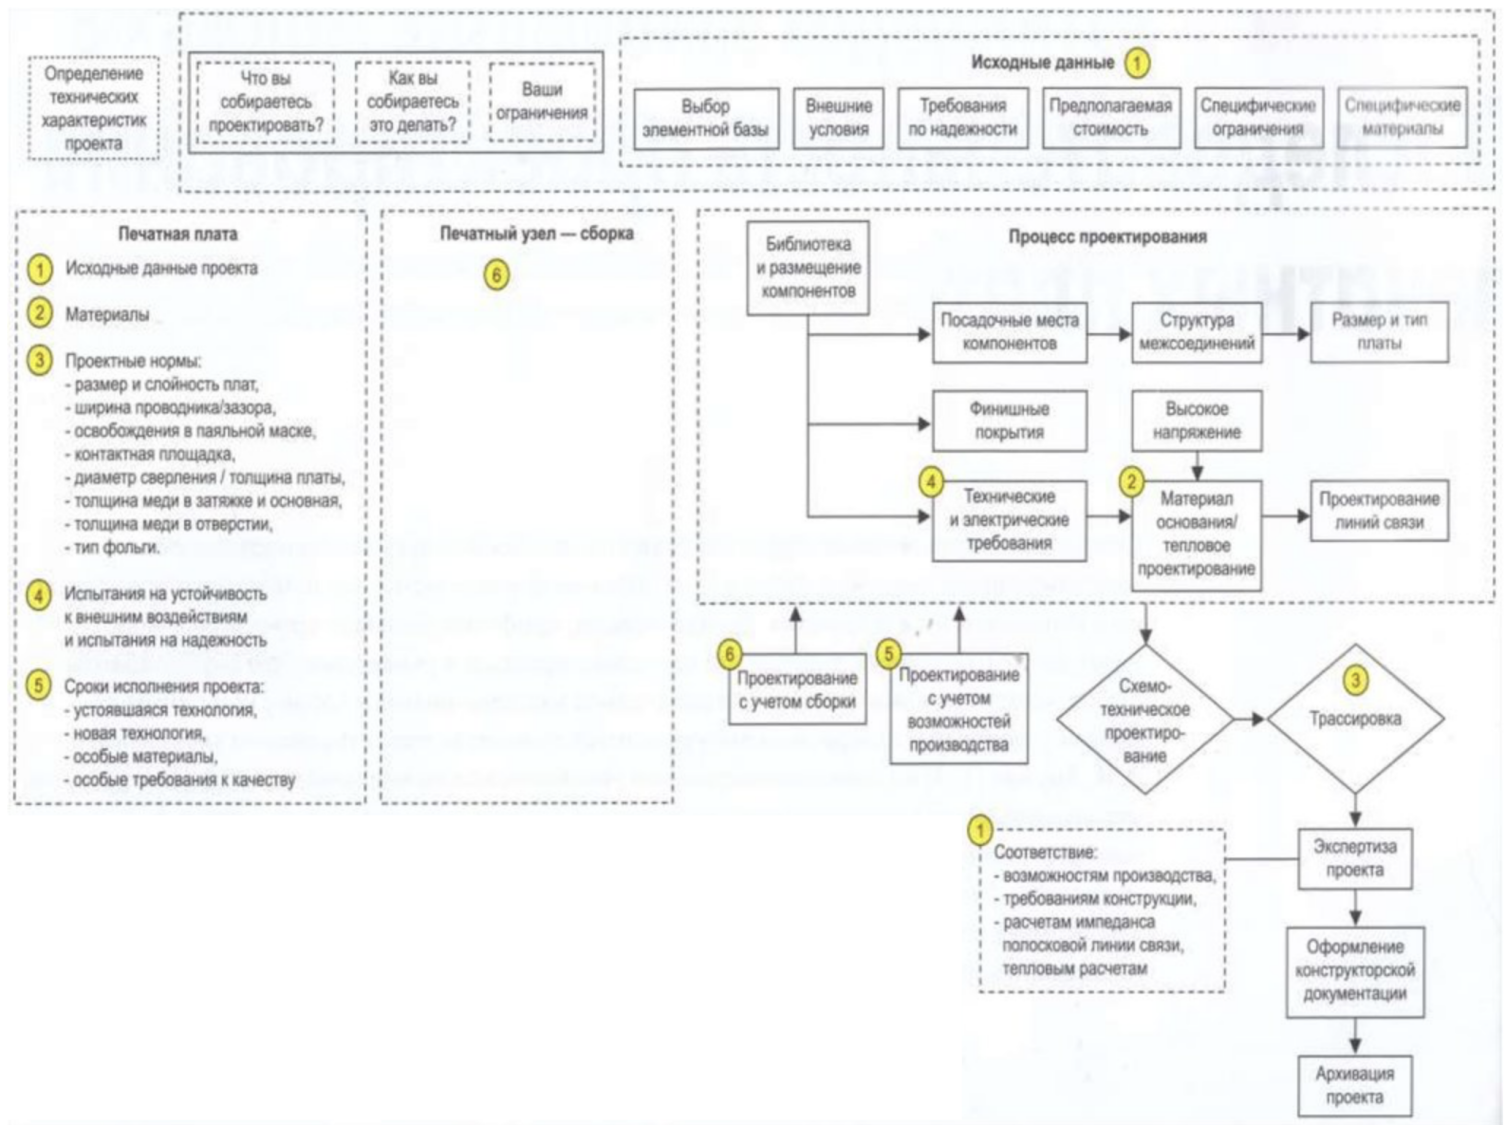 Определение
технических
характеристик
проекта
Что вы
собираетесь
проектировать?
Как вы
собираетесь
это делать?
Ваши
ограничения
Исходные данные
1
Выбор
элементной базы
Внешние
условия
Требования
по надежности
Предполагаемая
стоимость
Специфические
ограничения
Специфические
материалы
Печатная плата
1
Исходные данные проекта
2
Материалы
3
Проектные нормы:
- размер и слойность плат,
- ширина проводника/зазора,
- освобождения в паяльной маске,
- контактная площадка,
- диаметр сверления / толщина платы,
- толщина меди в затяжке и основная,
- толщина меди в отверстии,
- тип фольги.
4
Испытания на устойчивость
к внешним воздействиям
и испытания на надежность
5
Сроки исполнения проекта:
- устоявшаяся технология,
- новая технология,
- особые материалы,
- особые требования к качеству
Печатный узел — сборка
6
Процесс проектирования
Библиотека
и размещение
компонентов
Посадочные места
компонентов
Структура
межсоединений
Размер и тип
платы
Финишные
покрытия
Высокое
напряжение
4
Технические
и электрические
требования
2
Материал
основания/
тепловое
проектирование
Проектирование
линий связи
6
Проектирование
с учетом сборки
5
Проектирование
с учетом
возможностей
производства
Схемо-
техническое
проектиро-
вание
3
Трассировка
1
Соответствие:
- возможностям производства,
- требованиям конструкции,
- расчетам импеданса
полосковой линии связи,
тепловым расчетам
Экспертиза
проекта
Оформление
конструкторской
документации
Архивация
проекта